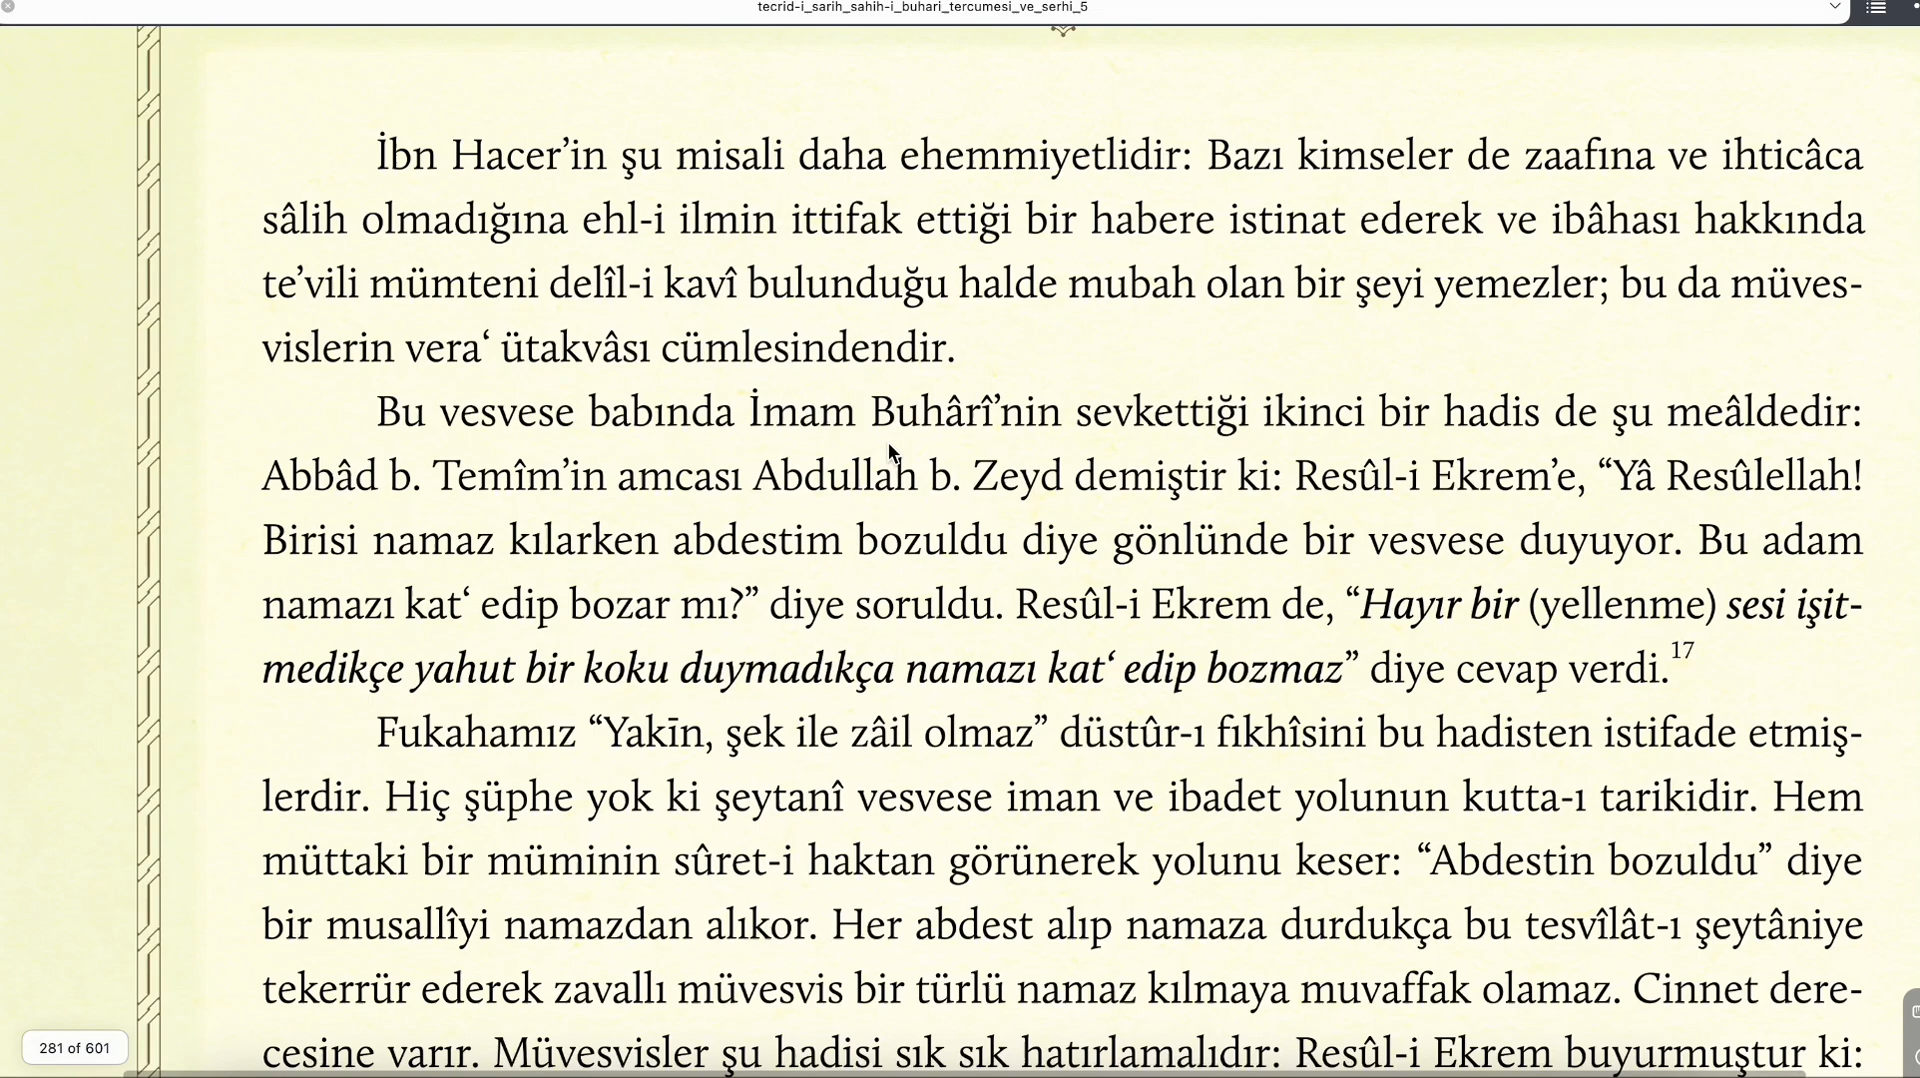 tecrid-i_sarih_sahih-i_buhari_tercumesi_ve_serhi_5
İbn Hacer’in şu misali daha ehemmiyetlidir: Bazı kimseler de zaafına ve ihticâca
sâlih olmadığına ehl-i ilmin ittifak ettiği bir habere istinat ederek ve ibâhası hakkında
te’vili mümteni delîl-i kavî bulunduğu halde mubah olan bir şeyi yemezler; bu da müves-
vislerin vera‘ ütakvâsı cümlesindendir.
Bu vesvese babında İmam Buhârî’nin sevkettiği ikinci bir hadis de şu meâldedir:
Abbâd b. Temîm’in amcası Abdullah b. Zeyd demiştir ki: Resûl-i Ekrem’e, “Yâ Resûlellah!
Birisi namaz kılarken abdestim bozuldu diye gönlünde bir vesvese duyuyor. Bu adam
namazı kat‘ edip bozar mı?” diye soruldu. Resûl-i Ekrem de, “Hayır bir (yellenme) sesi işit-
medikçe yahut bir koku duymadıkça namazı kat‘ edip bozmaz” diye cevap verdi.17
Fukahamız “Yakīn, şek ile zâil olmaz” düstûr-ı fıkhîsini bu hadisten istifade etmiş-
lerdir. Hiç şüphe yok ki şeytanî vesvese iman ve ibadet yolunun kutta-ı tarikidir. Hem
müttaki bir müminin sûret-i haktan görünerek yolunu keser: “Abdestin bozuldu” diye
bir musallîyi namazdan alıkor. Her abdest alıp namaza durdukça bu tesvîlât-ı şeytâniye
tekerrür ederek zavallı müvesvis bir türlü namaz kılmaya muvaffak olamaz. Cinnet dere-
cesine varır. Müvesvisler şu hadisi sık sık hatırlamalıdır: Resûl-i Ekrem buyurmuştur ki:
281 of 601